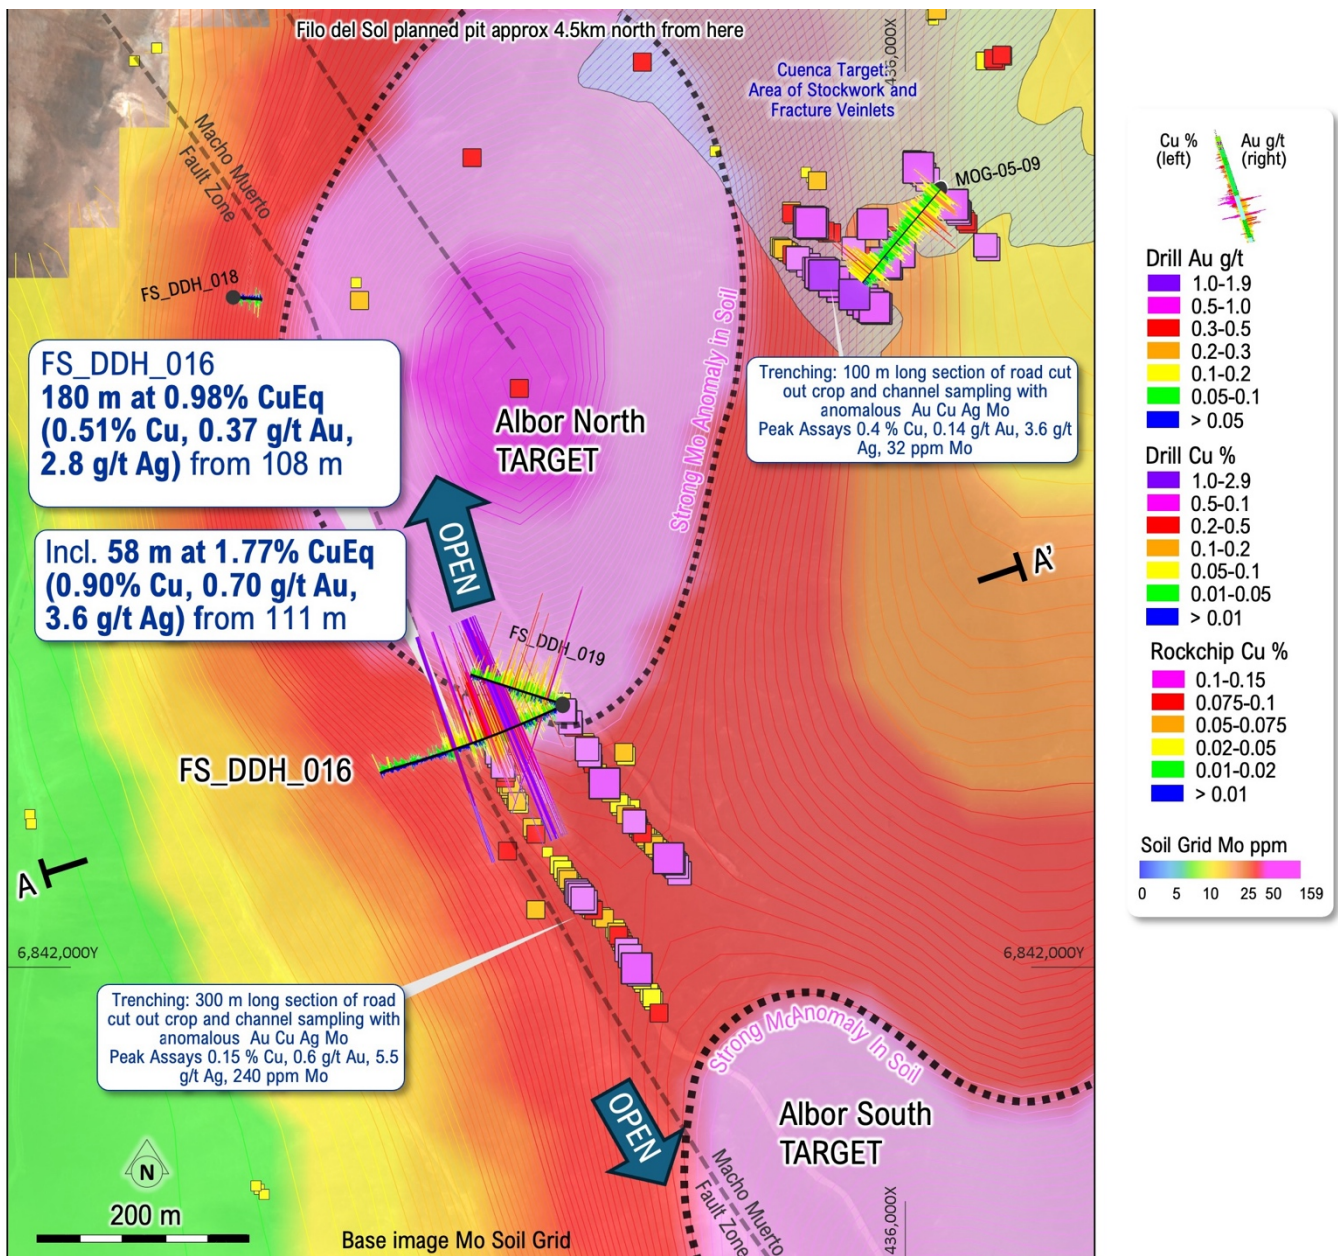 Filo del Sol planned pit approx 4.5km north from here
436,000X
Cuenca Target:
Area of Stockwork and
Fracture Veinlets
Macho Muerto
Fault Zone
MOG-05-09
FS_DDH_018
FS_DDH_016
180 m at 0.98% CuEq
(0.51% Cu, 0.37 g/t Au,
2.8 g/t Ag) from 108 m
Incl. 58 m at 1.77% CuEq
(0.90% Cu, 0.70 g/t Au,
3.6 g/t Ag) from 111 m
Albor North
TARGET
Strong Mo Anomaly in Soil
Trenching: 100 m long section of road cut
out crop and channel sampling with
anomalous Au Cu Ag Mo
Peak Assays 0.4 % Cu, 0.14 g/t Au, 3.6 g/t
Ag, 32 ppm Mo
OPEN
A'
FS_DDH_019
FS_DDH_016
A
6,842,000Y
6,842,000Y
Trenching: 300 m long section of road
cut out crop and channel sampling with
anomalous Au Cu Ag Mo
Peak Assays 0.15 % Cu, 0.6 g/t Au, 5.5
g/t Ag, 240 ppm Mo
Strong Mo Anomaly In Soil
OPEN
Albor South
TARGET
Macho Muerto
Fault Zone
436,000X
N
200 m
Base image Mo Soil Grid
Cu %
(left)
Au g/t
(right)
Drill Au g/t
1.0-1.9
0.5-1.0
0.3-0.5
0.2-0.3
0.1-0.2
0.05-0.1
> 0.05
Drill Cu %
1.0-2.9
0.5-0.1
0.2-0.5
0.1-0.2
0.05-0.1
0.01-0.05
> 0.01
Rockchip Cu %
0.1-0.15
0.075-0.1
0.05-0.075
0.02-0.05
0.01-0.02
> 0.01
Soil Grid Mo ppm
0 5 10 25 50 159